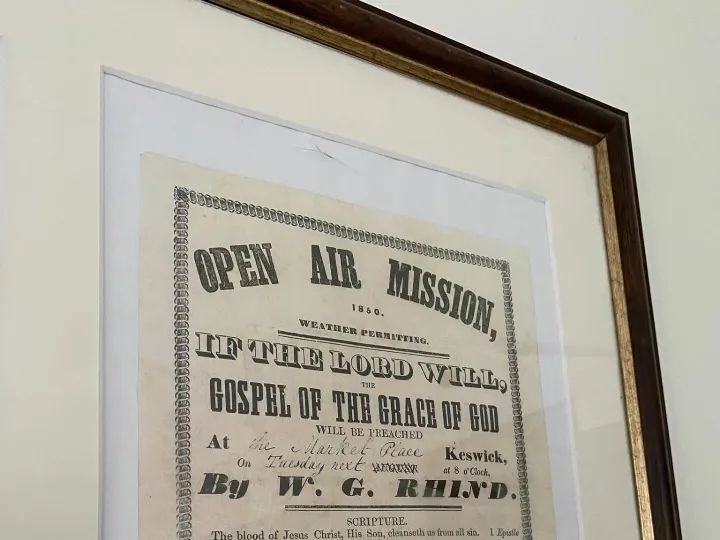 OPEN AIR MISSION,
1860.
WEATHER PERMITTING.
IF THE LORD WILL,
THE
GOSPEL OF THE GRACE OF GOD
WILL BE PREACHED
At the Market Place Keswick,
On Tuesday next at 8 o'Clock,
By W. G. RHIND.
SCRIPTURE.
The blood of Jesus Christ, His Son, cleanseth us from all sin. 1 Epistle